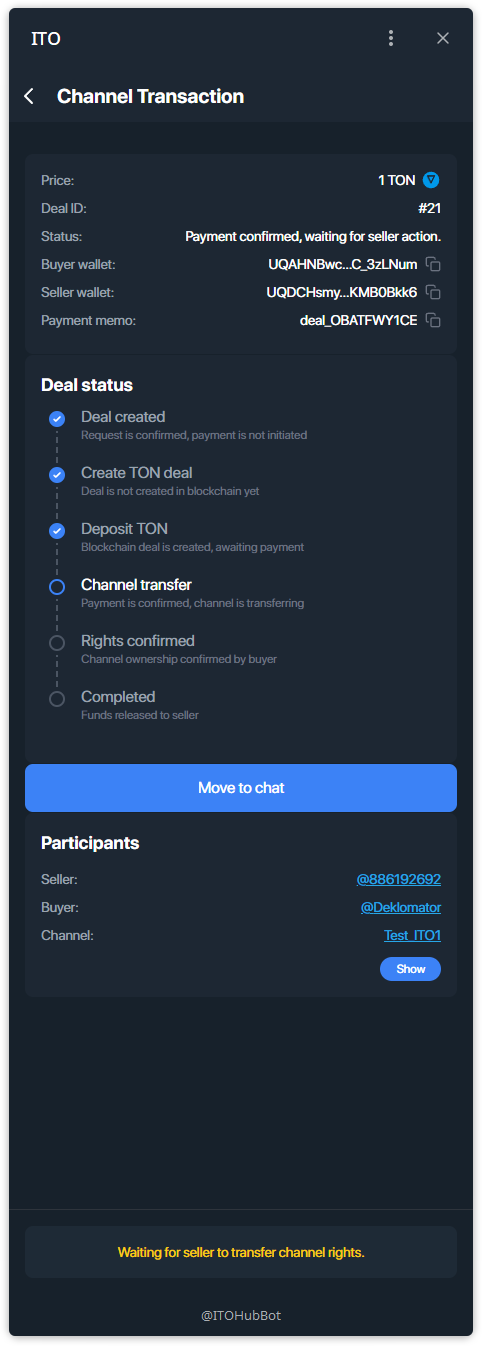 ITO
Channel Transaction
Price: 1 TON
Deal ID: #21
Status: Payment confirmed, waiting for seller action.
Buyer wallet: UQAHNBwc...C_3zLNum
Seller wallet: UQDCHsmy...KMB0Bkk6
Payment memo: deal_OBATFWY1CE
Deal status
Deal created
Request is confirmed, payment is not initiated
Create TON deal
Deal is not created in blockchain yet
Deposit TON
Blockchain deal is created, awaiting payment
Channel transfer
Payment is confirmed, channel is transferring
Rights confirmed
Channel ownership confirmed by buyer
Completed
Funds released to seller
Move to chat
Participants
Seller: @886192692
Buyer: @Deklomator
Channel: Test_ITO1
Show
Waiting for seller to transfer channel rights.
@ITOHubBot